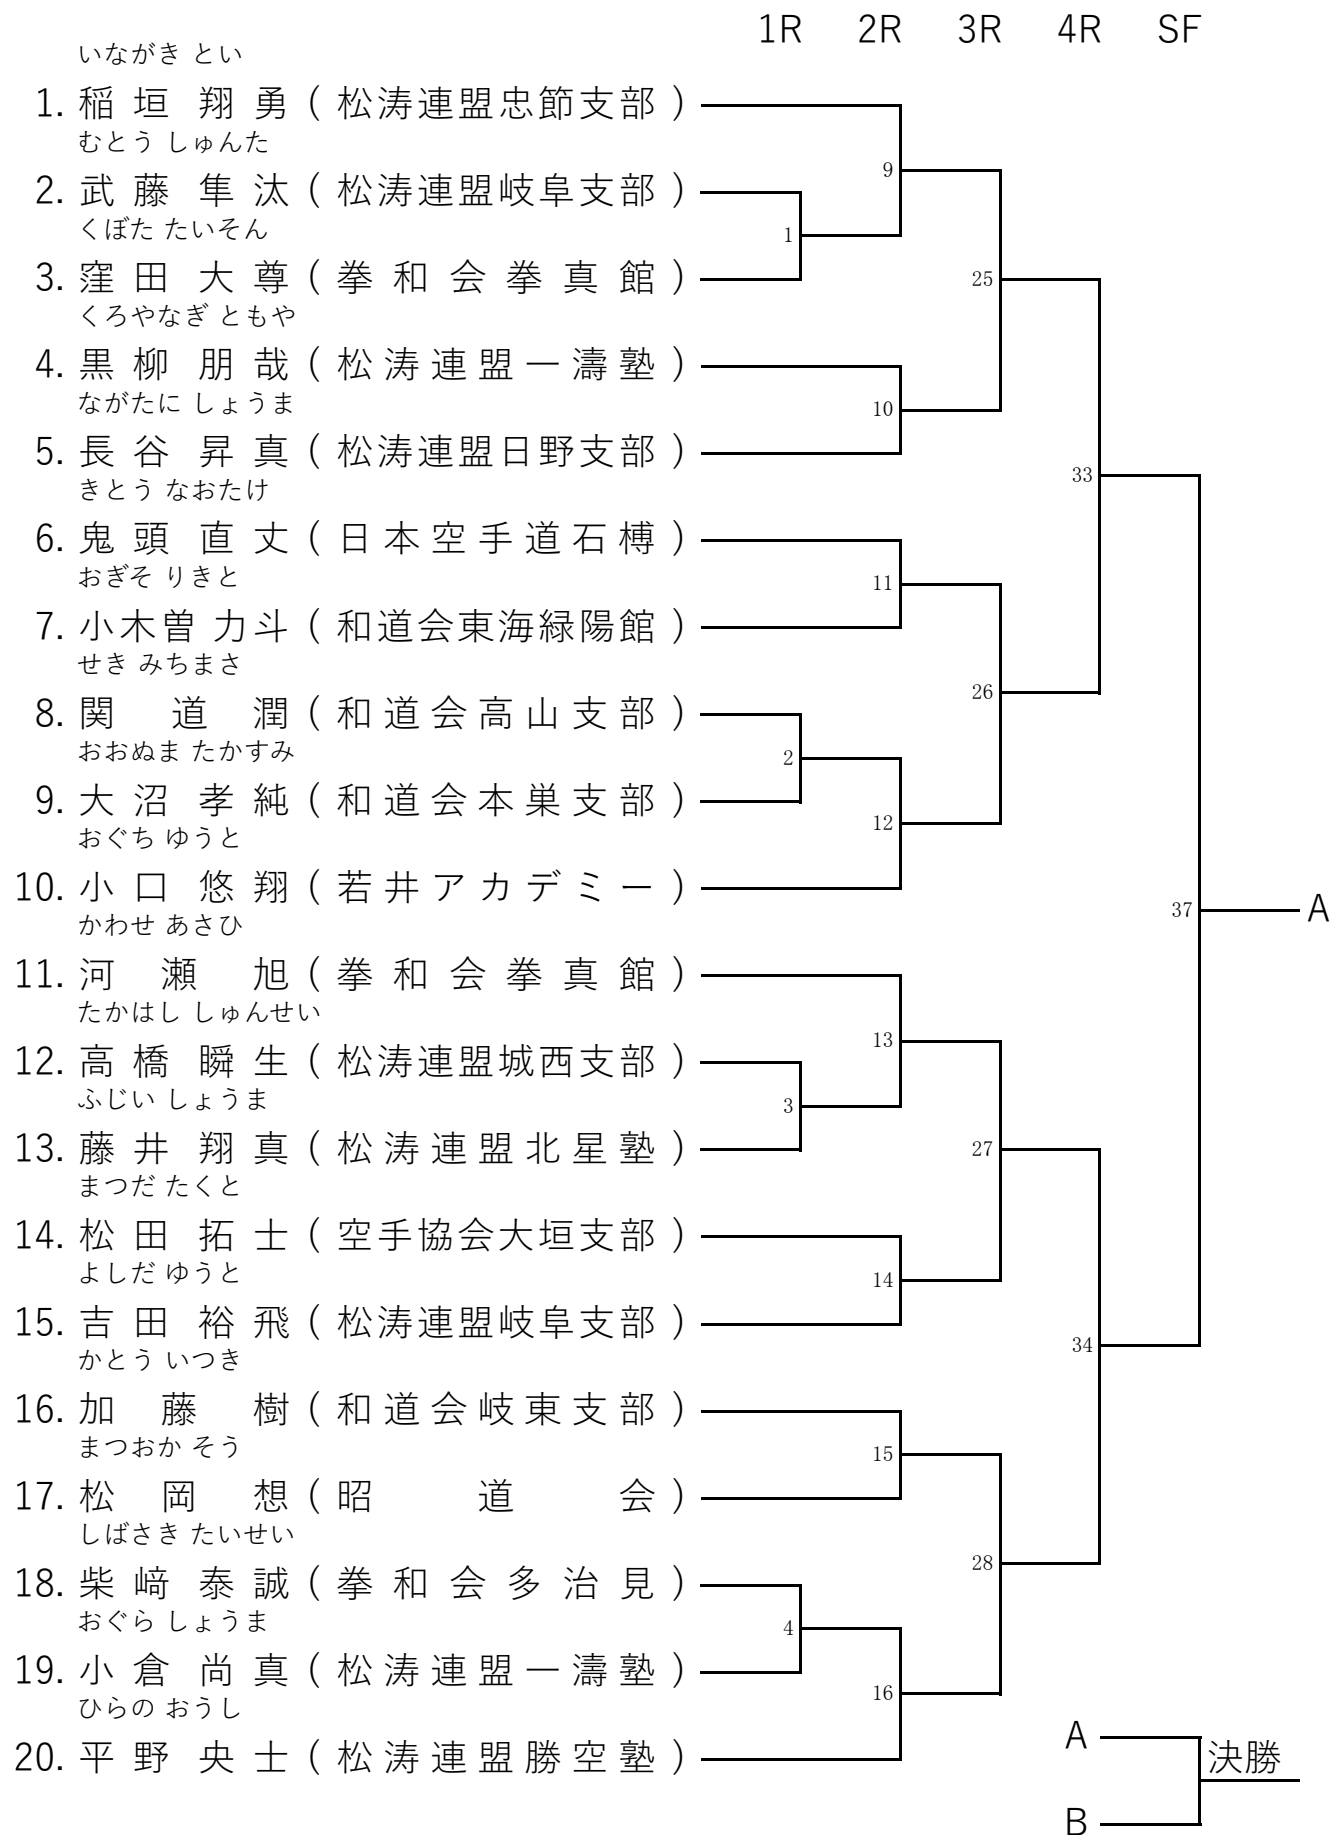 1R 2R 3R 4R SF
いながき とい
1. 稲垣 翔勇 (松涛連盟忠節支部)
むとう しゅんた
2. 武藤 隼汰 (松涛連盟岐阜支部)
9
くぼた たいそん
1
3. 窪田 大尊 (拳和会拳真館)
25
くろやなぎ ともや
4. 黒柳 朋哉 (松涛連盟一濤塾)
ながたに しょうま
10
5. 長谷 昇真 (松涛連盟日野支部)
33
きとう なおたけ
6. 鬼頭 直丈 (日本空手道石榑)
おぎそ りきと
11
7. 小木曽 力斗 (和道会東海緑陽館)
せき みちまさ
26
8. 関 道潤 (和道会高山支部)
おおぬま たかすみ
2
9. 大沼 孝純 (和道会本巣支部)
12
おぐち ゆうと
10. 小口 悠翔 (若井アカデミー)
37 A
かわせ あさひ
11. 河瀬 旭 (拳和会拳真館)
たかはし しゅんせい
13
12. 高橋 瞬生 (松涛連盟城西支部)
ふじい しょうま
3
13. 藤井 翔真 (松涛連盟北星塾)
27
まつだ たくと
14. 松田 拓士 (空手協会大垣支部)
よしだ ゆうと
14
15. 吉田 裕飛 (松涛連盟岐阜支部)
34
かとう いつき
16. 加藤 樹 (和道会岐東支部)
まつおか そう
15
17. 松岡 想 (昭道会)
しばさき たいせい
28
18. 柴﨑 泰誠 (拳和会多治見)
おぐら しょうま
4
19. 小倉 尚真 (松涛連盟一濤塾)
16
ひらの おうし
20. 平野 央士 (松涛連盟勝空塾)
A
決勝
B